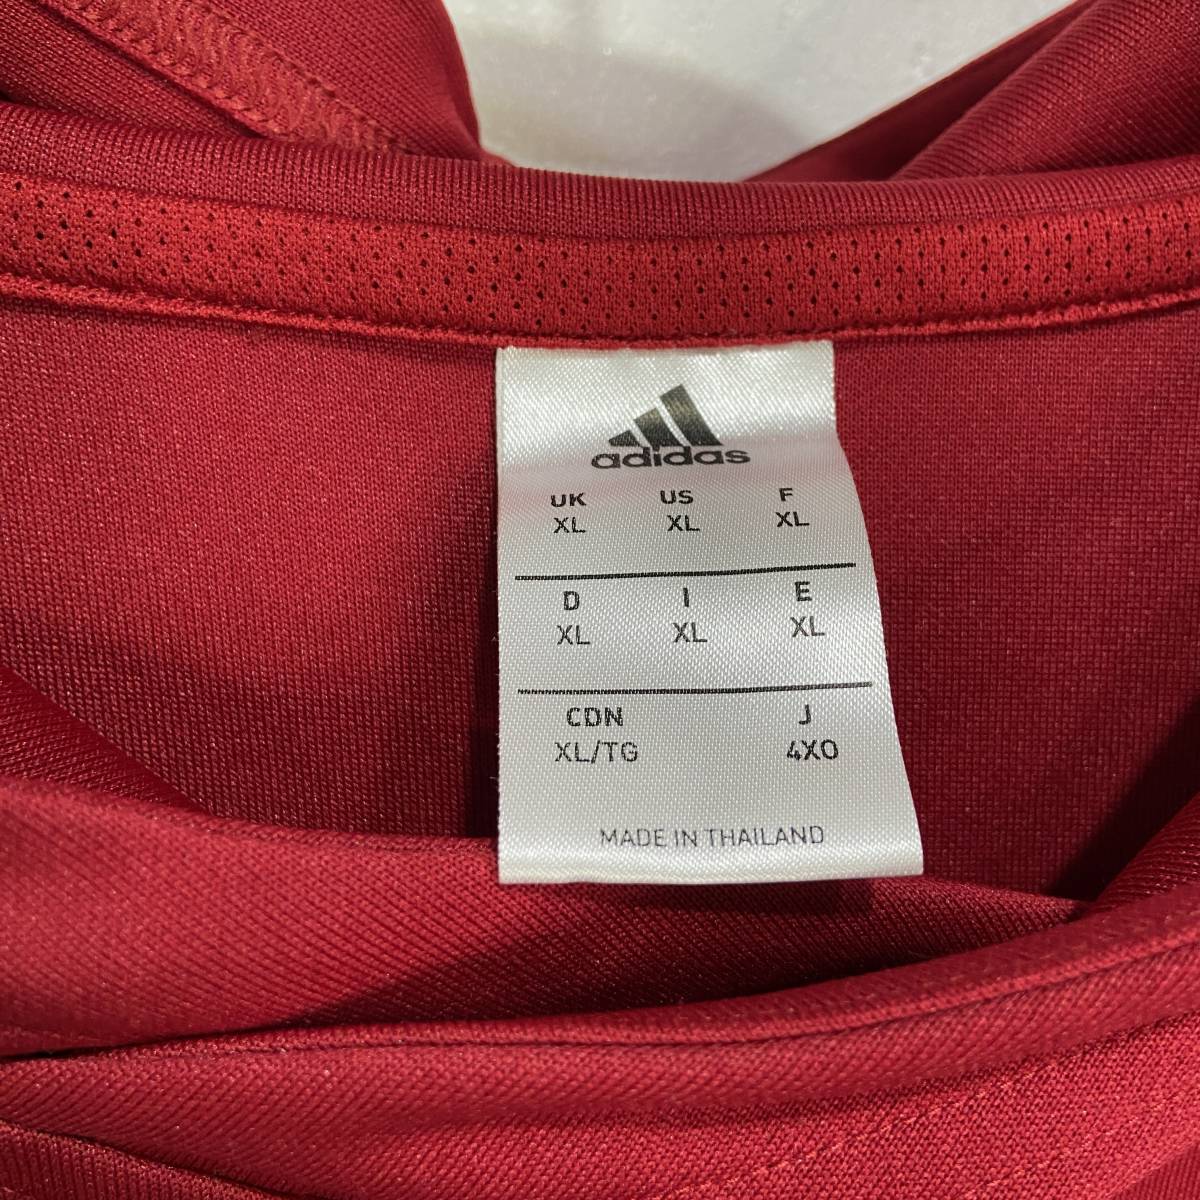 adidas
UK US F
XL XL XL
D I E
XL XL XL
CDN J
XL/TG 4XO
MADE IN THAILAND